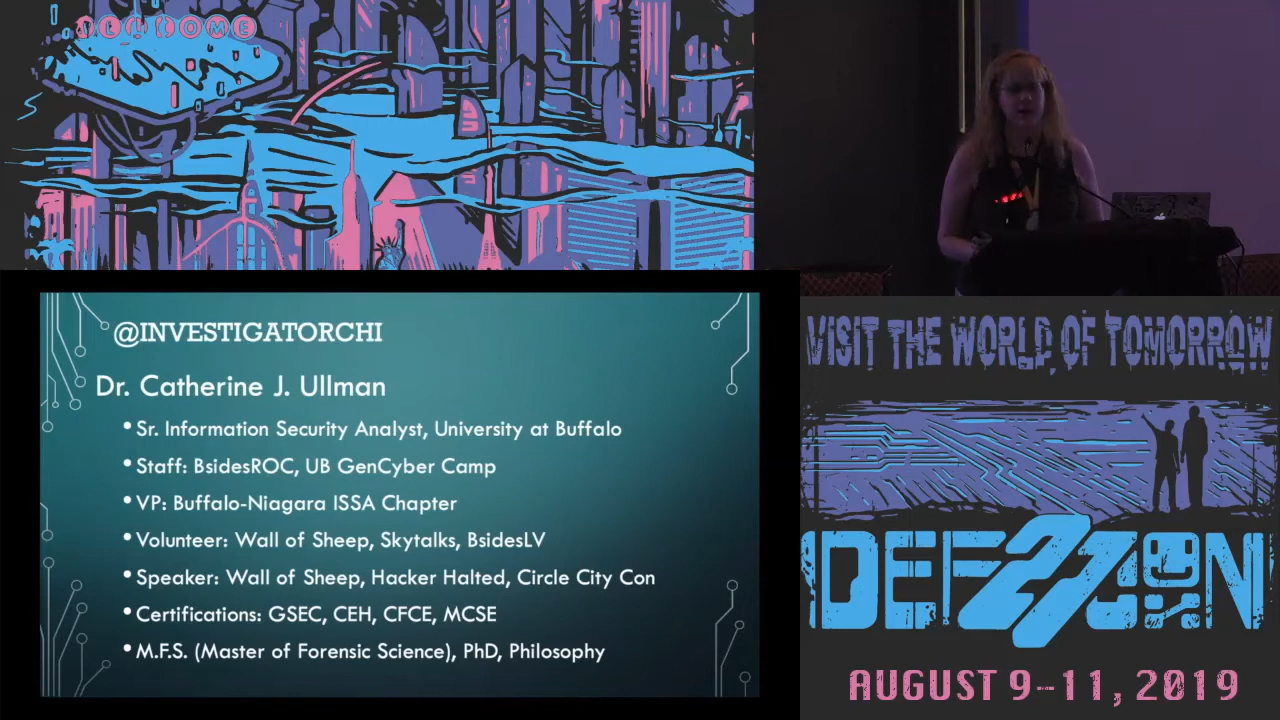 WELCOME
@INVESTIGATORCHI
Dr. Catherine J. Ullman
• Sr. Information Security Analyst, University at Buffalo
• Staff: BsidesROC, UB GenCyber Camp
• VP: Buffalo-Niagara ISSA Chapter
• Volunteer: Wall of Sheep, Skytalks, BsidesLV
• Speaker: Wall of Sheep, Hacker Halted, Circle City Con
• Certifications: GSEC, CEH, CFCE, MCSE
• M.F.S. (Master of Forensic Science), PhD, Philosophy
VISIT THE WORLD OF TOMORROW
DEF27CON
AUGUST 9-11, 2019